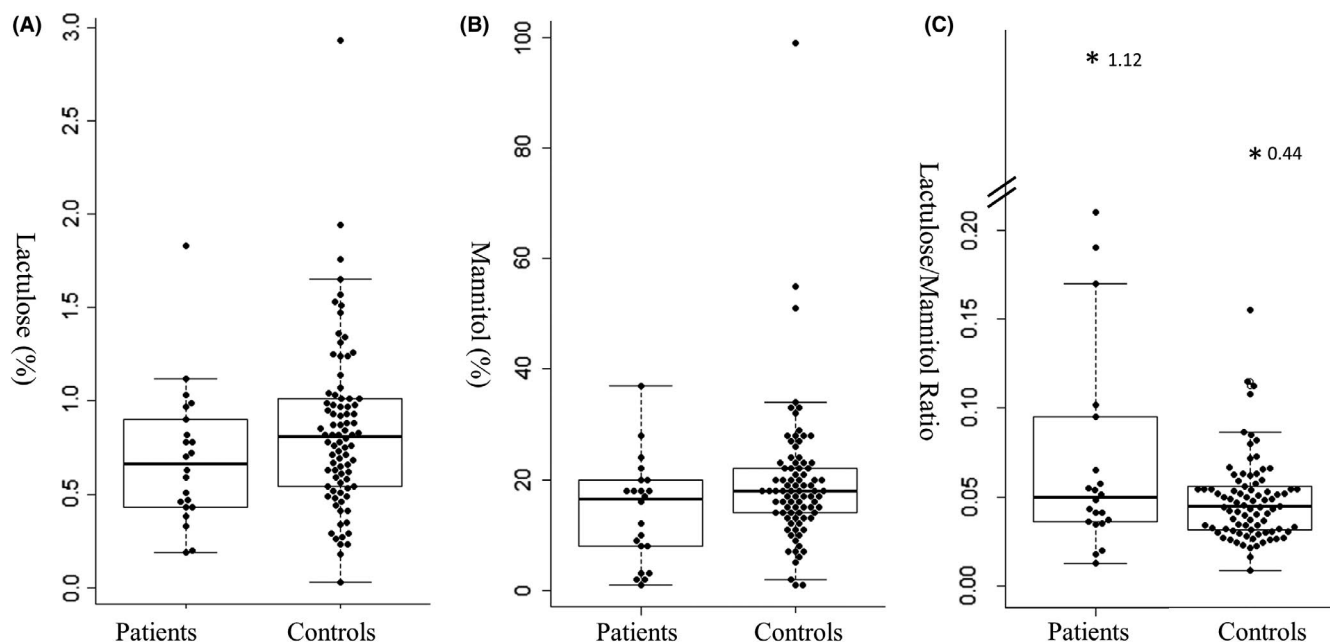 (A)
Lactulose (%)
3.0
2.5
2.0
1.5
1.0
0.5
0.0
Patients
Controls
(B)
Mannitol (%)
100
80
60
40
20
0
Patients
Controls
(C)
Lactulose/Mannitol Ratio
* 1.12
* 0.44
0.20
0.15
0.10
0.05
0.00
Patients
Controls